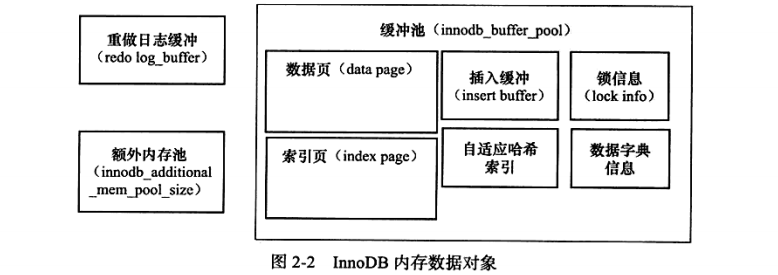 重做日志缓冲
（redo log_buffer）
额外内存池
（innodb_additional
_mem_pool_size）
缓冲池（innodb_buffer_pool）
数据页（data page）
插入缓冲
（insert buffer）
锁信息
（lock info）
索引页（index page）
自适应哈希
索引
数据字典
信息
图 2-2 InnoDB 内存数据对象